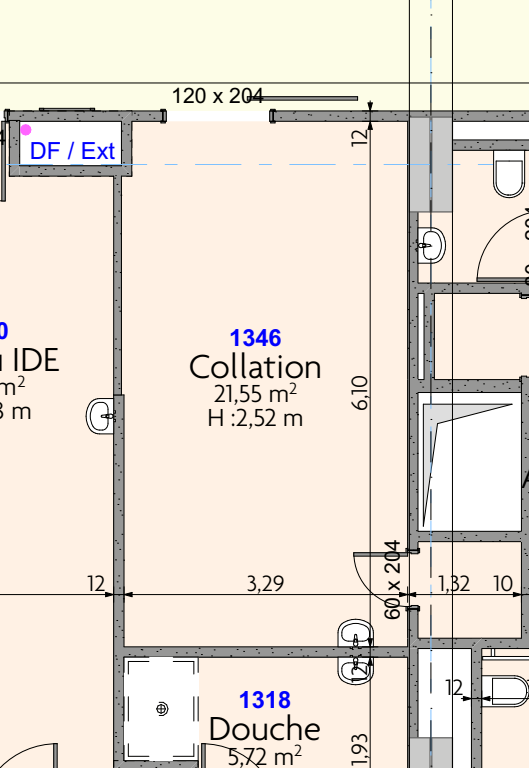 120 x 204
12
DF / Ext
1346
Collation
21,55 m²
H :2,52 m
IDE
m²
m
6,10
60 x 204
12
3,29
1,32
10
12
12
1318
Douche
5,72 m²
1,93